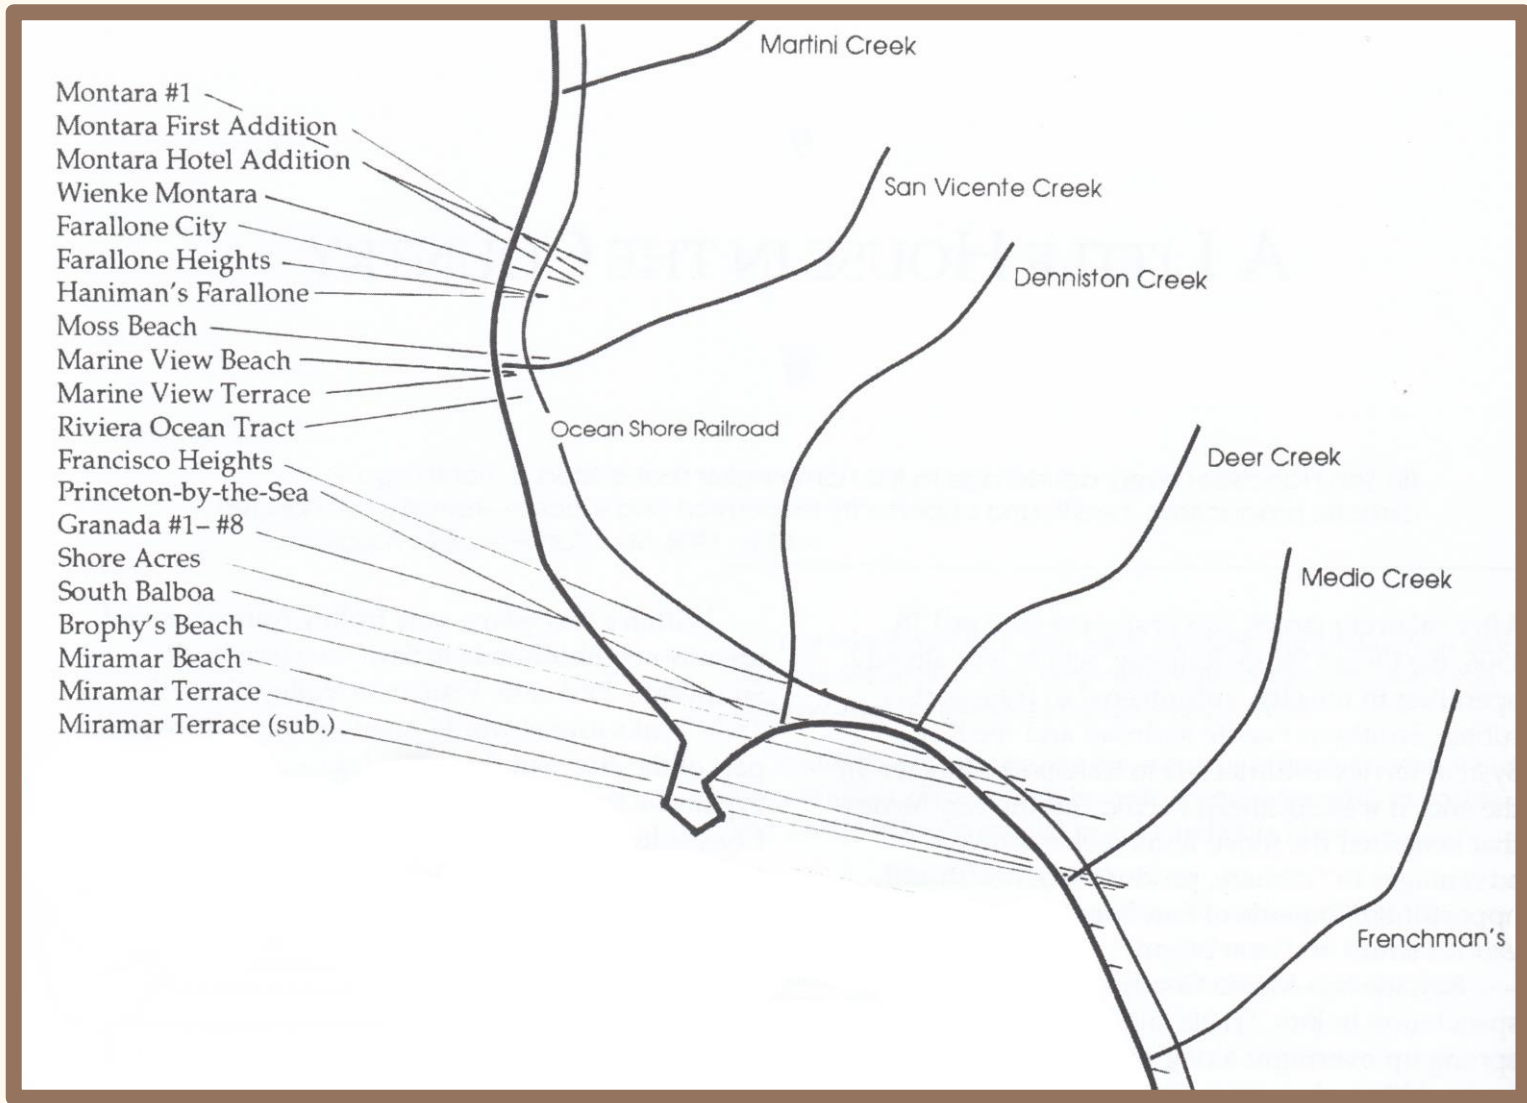 Martini Creek
Montara #1
Montara First Addition
Montara Hotel Addition
Wienke Montara
Farallone City
Farallone Heights
Haniman's Farallone
Moss Beach
Marine View Beach
Marine View Terrace
Riviera Ocean Tract
Francisco Heights
Princeton-by-the-Sea
Granada #1–#8
Shore Acres
South Balboa
Brophy's Beach
Miramar Beach
Miramar Terrace
Miramar Terrace (sub.)
San Vicente Creek
Denniston Creek
Ocean Shore Railroad
Deer Creek
Medio Creek
Frenchman's